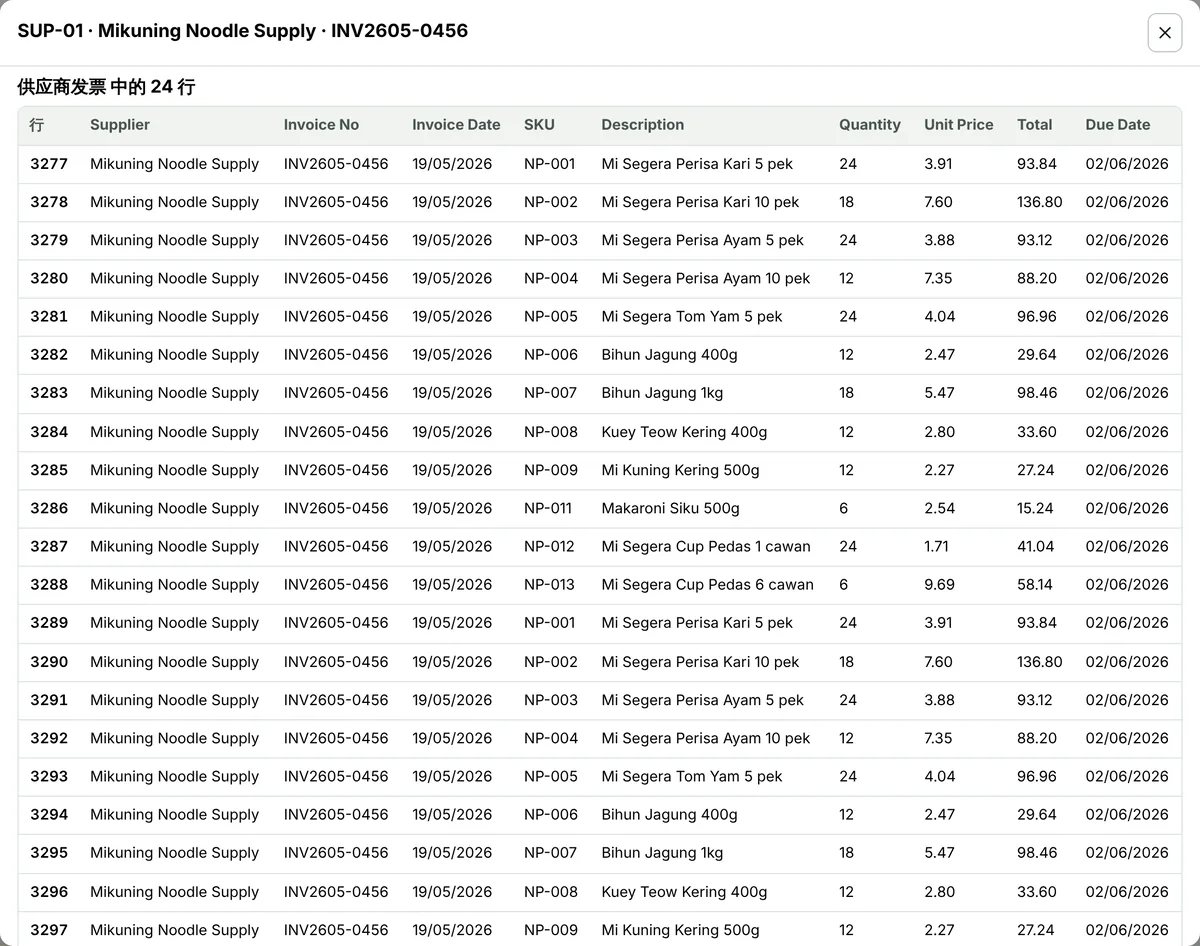 SUP-01 · Mikuning Noodle Supply · INV2605-0456
供应商发票 中的 24 行
行 Supplier Invoice No Invoice Date SKU Description Quantity Unit Price Total Due Date
3277 Mikuning Noodle Supply INV2605-0456 19/05/2026 NP-001 Mi Segera Perisa Kari 5 pek 24 3.91 93.84 02/06/2026
3278 Mikuning Noodle Supply INV2605-0456 19/05/2026 NP-002 Mi Segera Perisa Kari 10 pek 18 7.60 136.80 02/06/2026
3279 Mikuning Noodle Supply INV2605-0456 19/05/2026 NP-003 Mi Segera Perisa Ayam 5 pek 24 3.88 93.12 02/06/2026
3280 Mikuning Noodle Supply INV2605-0456 19/05/2026 NP-004 Mi Segera Perisa Ayam 10 pek 12 7.35 88.20 02/06/2026
3281 Mikuning Noodle Supply INV2605-0456 19/05/2026 NP-005 Mi Segera Tom Yam 5 pek 24 4.04 96.96 02/06/2026
3282 Mikuning Noodle Supply INV2605-0456 19/05/2026 NP-006 Bihun Jagung 400g 12 2.47 29.64 02/06/2026
3283 Mikuning Noodle Supply INV2605-0456 19/05/2026 NP-007 Bihun Jagung 1kg 18 5.47 98.46 02/06/2026
3284 Mikuning Noodle Supply INV2605-0456 19/05/2026 NP-008 Kuey Teow Kering 400g 12 2.80 33.60 02/06/2026
3285 Mikuning Noodle Supply INV2605-0456 19/05/2026 NP-009 Mi Kuning Kering 500g 12 2.27 27.24 02/06/2026
3286 Mikuning Noodle Supply INV2605-0456 19/05/2026 NP-011 Makaroni Siku 500g 6 2.54 15.24 02/06/2026
3287 Mikuning Noodle Supply INV2605-0456 19/05/2026 NP-012 Mi Segera Cup Pedas 1 cawan 24 1.71 41.04 02/06/2026
3288 Mikuning Noodle Supply INV2605-0456 19/05/2026 NP-013 Mi Segera Cup Pedas 6 cawan 6 9.69 58.14 02/06/2026
3289 Mikuning Noodle Supply INV2605-0456 19/05/2026 NP-001 Mi Segera Perisa Kari 5 pek 24 3.91 93.84 02/06/2026
3290 Mikuning Noodle Supply INV2605-0456 19/05/2026 NP-002 Mi Segera Perisa Kari 10 pek 18 7.60 136.80 02/06/2026
3291 Mikuning Noodle Supply INV2605-0456 19/05/2026 NP-003 Mi Segera Perisa Ayam 5 pek 24 3.88 93.12 02/06/2026
3292 Mikuning Noodle Supply INV2605-0456 19/05/2026 NP-004 Mi Segera Perisa Ayam 10 pek 12 7.35 88.20 02/06/2026
3293 Mikuning Noodle Supply INV2605-0456 19/05/2026 NP-005 Mi Segera Tom Yam 5 pek 24 4.04 96.96 02/06/2026
3294 Mikuning Noodle Supply INV2605-0456 19/05/2026 NP-006 Bihun Jagung 400g 12 2.47 29.64 02/06/2026
3295 Mikuning Noodle Supply INV2605-0456 19/05/2026 NP-007 Bihun Jagung 1kg 18 5.47 98.46 02/06/2026
3296 Mikuning Noodle Supply INV2605-0456 19/05/2026 NP-008 Kuey Teow Kering 400g 12 2.80 33.60 02/06/2026
3297 Mikuning Noodle Supply INV2605-0456 19/05/2026 NP-009 Mi Kuning Kering 500g 12 2.27 27.24 02/06/2026